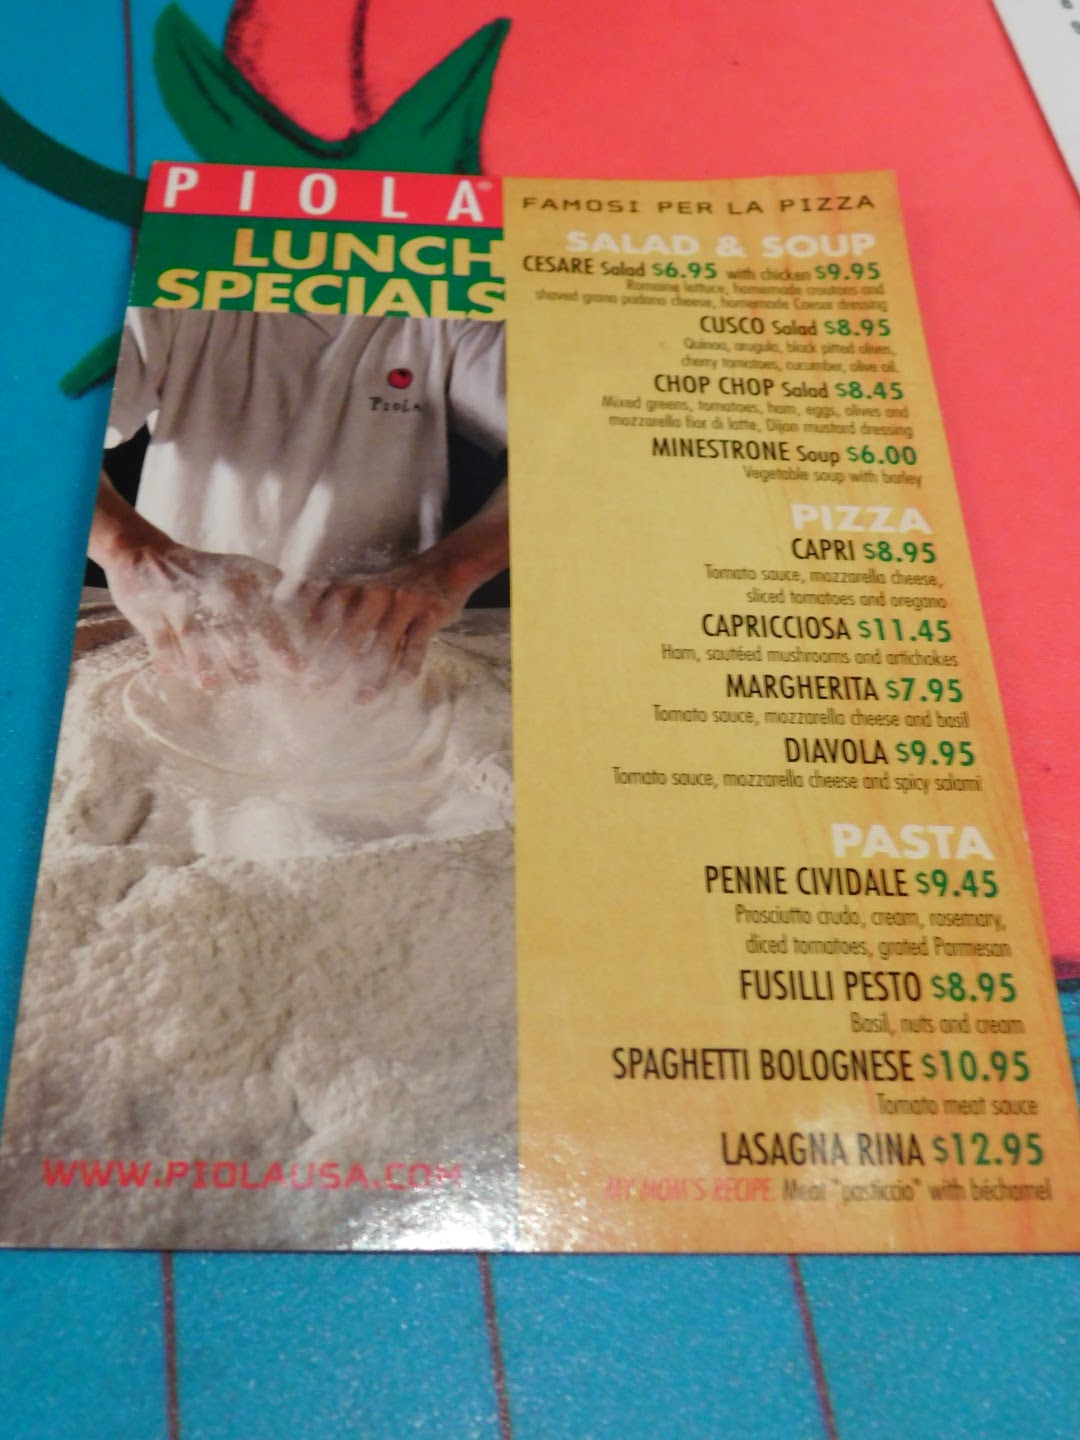 PIOLA®
LUNCH
SPECIALS
PIOLA
WWW.PIOLAUSA.COM
FAMOSI PER LA PIZZA
SALAD & SOUP
CESARE Salad $6.95 with chicken $9.95
Romaine lettuce, homemade croutons and
shaved grana padano cheese, homemade Caesar dressing
CUSCO Salad $8.95
Quinoa, arugula, black pitted olives,
cherry tomatoes, cucumber, olive oil.
CHOP CHOP Salad $8.45
Mixed greens, tomatoes, ham, eggs, olives and
mozzarella fior di latte, Dijon mustard dressing
MINESTRONE Soup $6.00
Vegetable soup with barley
PIZZA
CAPRI $8.95
Tomato sauce, mozzarella cheese,
sliced tomatoes and oregano
CAPRICCIOSA $11.45
Ham, sautéed mushrooms and artichokes
MARGHERITA $7.95
Tomato sauce, mozzarella cheese and basil
DIAVOLA $9.95
Tomato sauce, mozzarella cheese and spicy salami
PASTA
PENNE CIVIDALE $9.45
Prosciutto crudo, cream, rosemary,
diced tomatoes, grated Parmesan
FUSILLI PESTO $8.95
Basil, nuts and cream
SPAGHETTI BOLOGNESE $10.95
Tomato meat sauce
LASAGNA RINA $12.95
MY MOM'S RECIPE. Meat "pasticcio" with béchamel